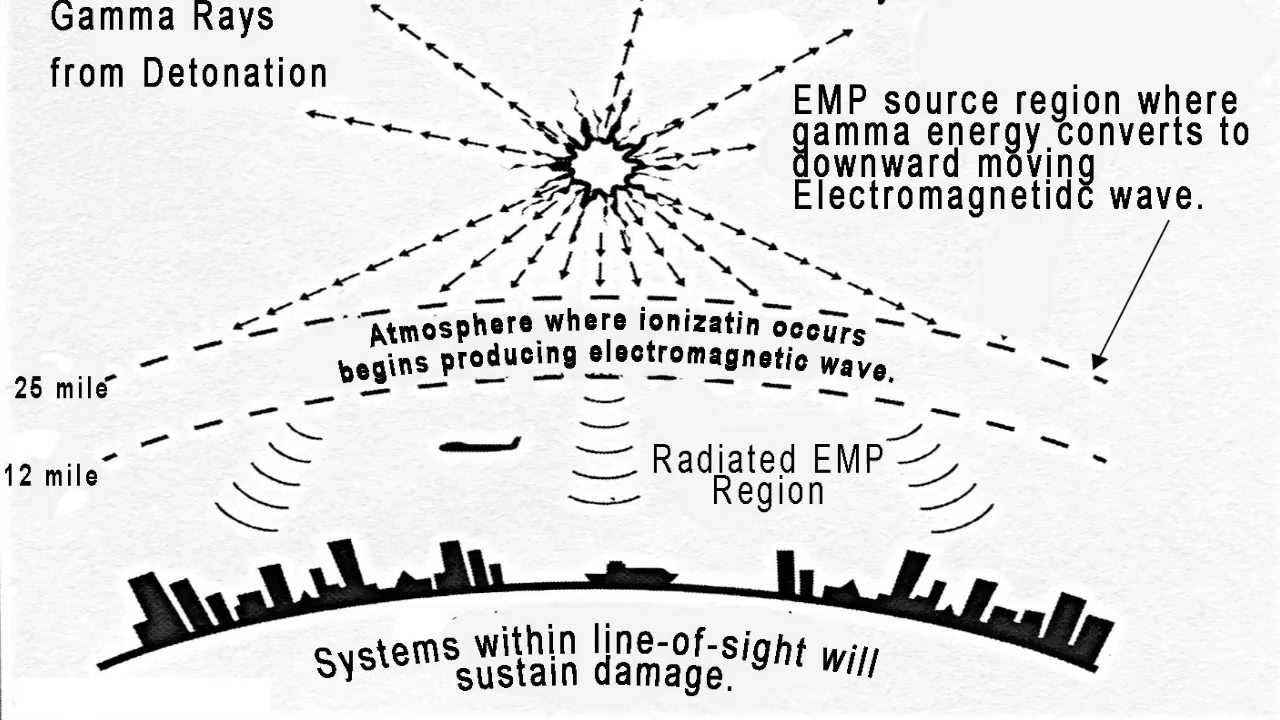 Gamma Rays
from Detonation
EMP source region where
gamma energy converts to
downward moving
Electromagnetidc wave.
Atmosphere where ionizatin occurs
begins producing electromagnetic wave.
25 mile
12 mile
Radiated EMP
Region
Systems within line-of-sight will
sustain damage.